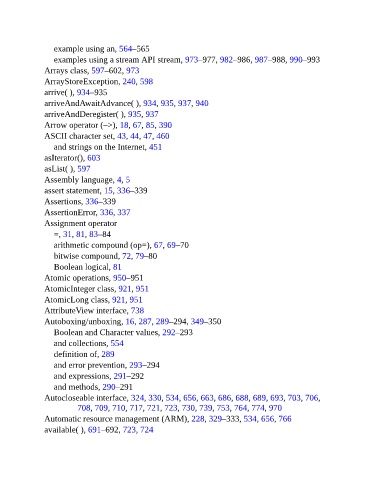 example using an, 564–565
examples using a stream API stream, 973–977, 982–986, 987–988, 990–993
Arrays class, 597–602, 973
ArrayStoreException, 240, 598
arrive( ), 934–935
arriveAndAwaitAdvance( ), 934, 935, 937, 940
arriveAndDeregister( ), 935, 937
Arrow operator (–>), 18, 67, 85, 390
ASCII character set, 43, 44, 47, 460
and strings on the Internet, 451
asIterator(), 603
asList( ), 597
Assembly language, 4, 5
assert statement, 15, 336–339
Assertions, 336–339
AssertionError, 336, 337
Assignment operator
=, 31, 81, 83–84
arithmetic compound (op=), 67, 69–70
bitwise compound, 72, 79–80
Boolean logical, 81
Atomic operations, 950–951
AtomicInteger class, 921, 951
AtomicLong class, 921, 951
AttributeView interface, 738
Autoboxing/unboxing, 16, 287, 289–294, 349–350
Boolean and Character values, 292–293
and collections, 554
definition of, 289
and error prevention, 293–294
and expressions, 291–292
and methods, 290–291
Autocloseable interface, 324, 330, 534, 656, 663, 686, 688, 689, 693, 703, 706,
708, 709, 710, 717, 721, 723, 730, 739, 753, 764, 774, 970
Automatic resource management (ARM), 228, 329–333, 534, 656, 766
available( ), 691–692, 723, 724